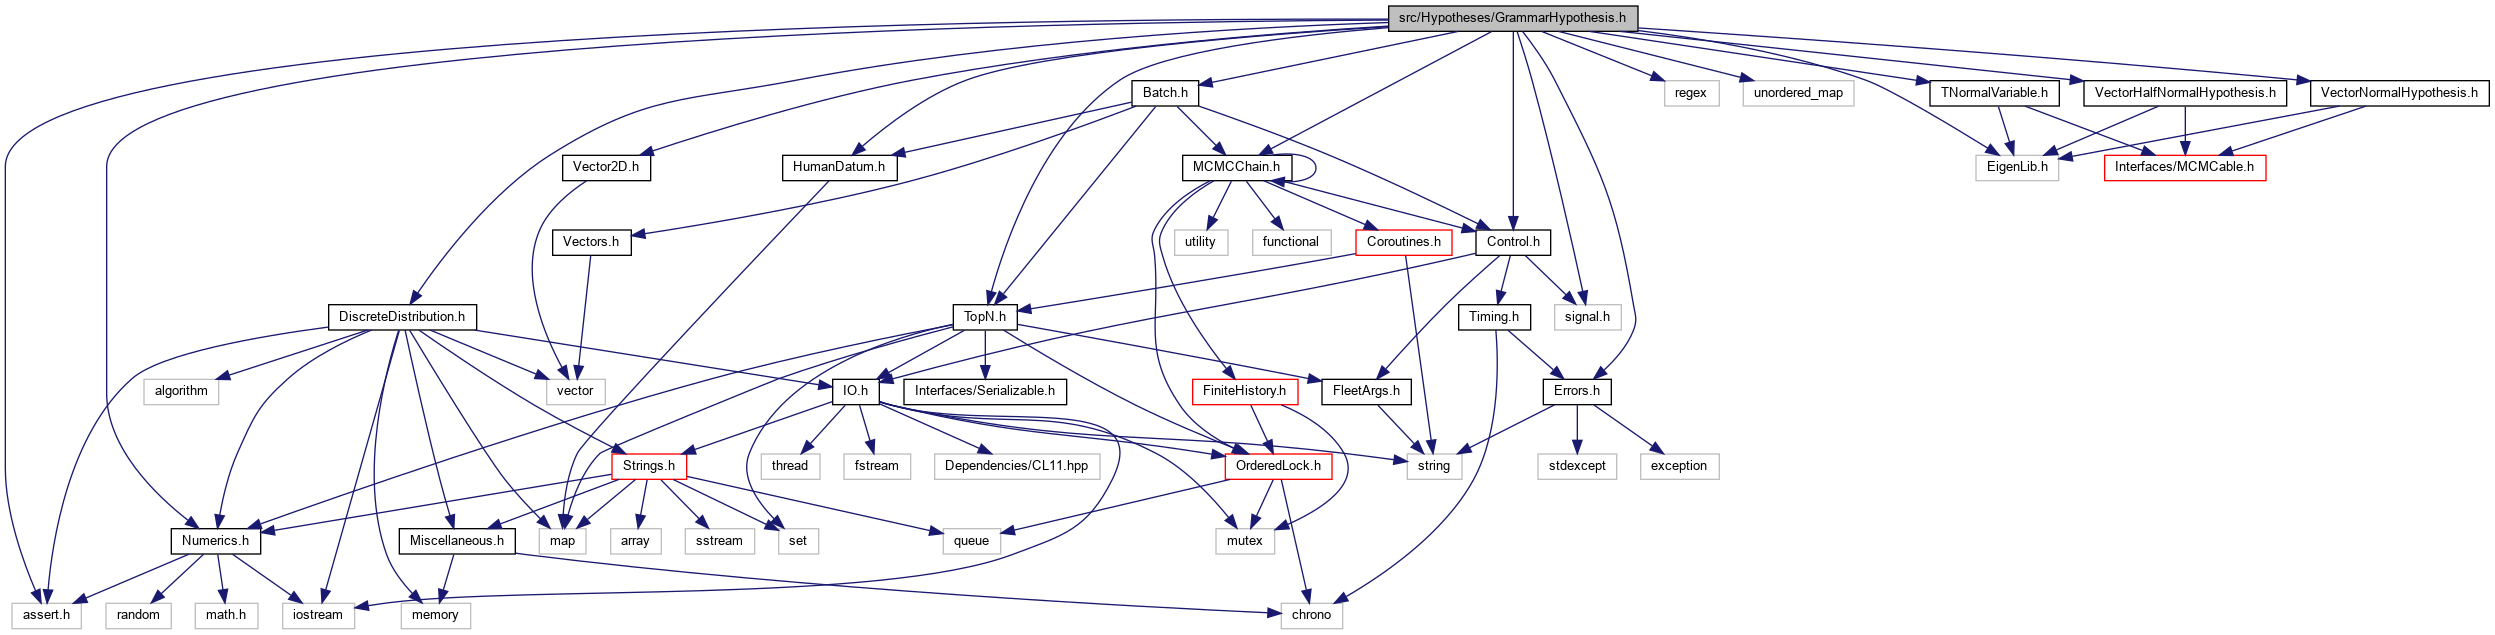 src/Hypotheses/GrammarHypothesis.h
Batch.h
regex
unordered_map
TNormalVariable.h
VectorHalfNormalHypothesis.h
VectorNormalHypothesis.h
Vector2D.h
HumanDatum.h
MCMCChain.h
EigenLib.h
Interfaces/MCMCable.h
Vectors.h
utility
functional
Coroutines.h
Control.h
DiscreteDistribution.h
TopN.h
Timing.h
signal.h
algorithm
vector
IO.h
Interfaces/Serializable.h
FiniteHistory.h
FleetArgs.h
Errors.h
Strings.h
thread
fstream
Dependencies/CL11.hpp
OrderedLock.h
string
stdexcept
exception
Numerics.h
Miscellaneous.h
map
array
sstream
set
queue
mutex
assert.h
random
math.h
iostream
memory
chrono